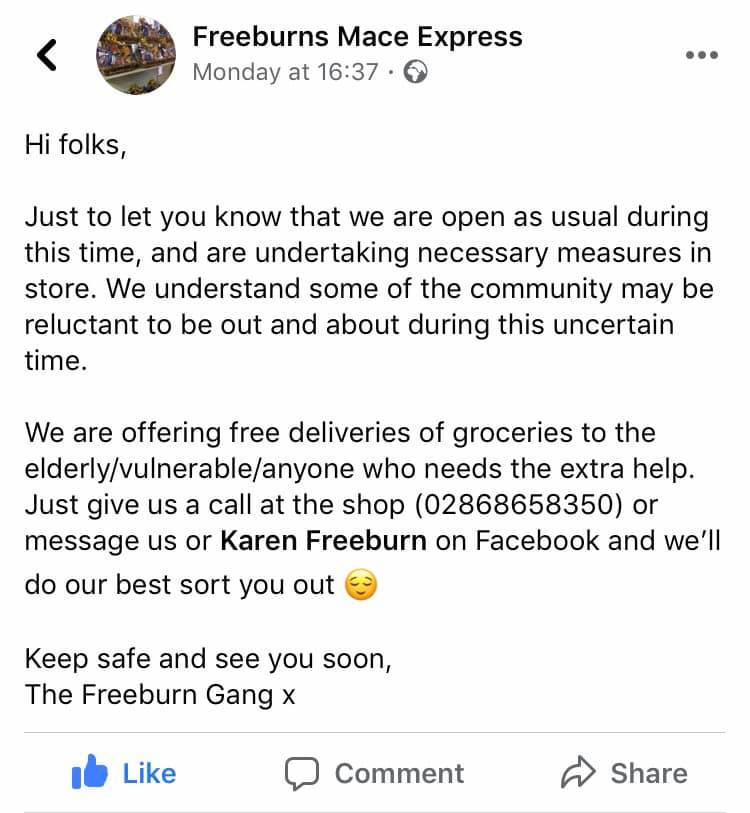 Freeburns Mace Express
Monday at 16:37 ·
Hi folks,
Just to let you know that we are open as usual during
this time, and are undertaking necessary measures in
store. We understand some of the community may be
reluctant to be out and about during this uncertain
time.
We are offering free deliveries of groceries to the
elderly/vulnerable/anyone who needs the extra help.
Just give us a call at the shop (02868658350) or
message us or Karen Freeburn on Facebook and we’ll
do our best sort you out 😌
Keep safe and see you soon,
The Freeburn Gang x
Like Comment Share